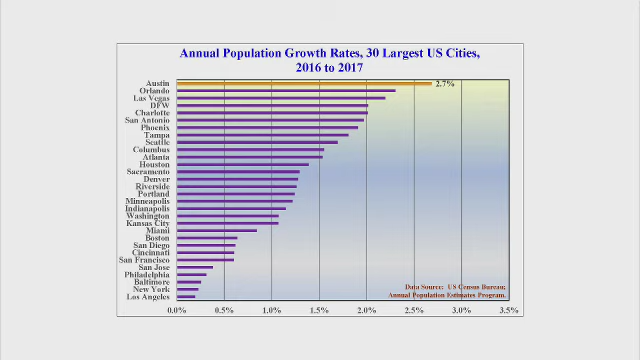 Annual Population Growth Rates, 30 Largest US Cities,
2016 to 2017
Austin
2.7%
Orlando
Las Vegas
DFW
Charlotte
San Antonio
Phoenix
Tampa
Seattle
Columbus
Atlanta
Houston
Sacramento
Denver
Riverside
Portland
Minneapolis
Indianapolis
Washington
Kansas City
Miami
Boston
San Diego
Cincinnati
San Francisco
San Jose
Philadelphia
Baltimore
New York
Los Angeles
Data Source: US Census Bureau;
Annual Population Estimates Program.
0.0% 0.5% 1.0% 1.5% 2.0% 2.5% 3.0% 3.5%